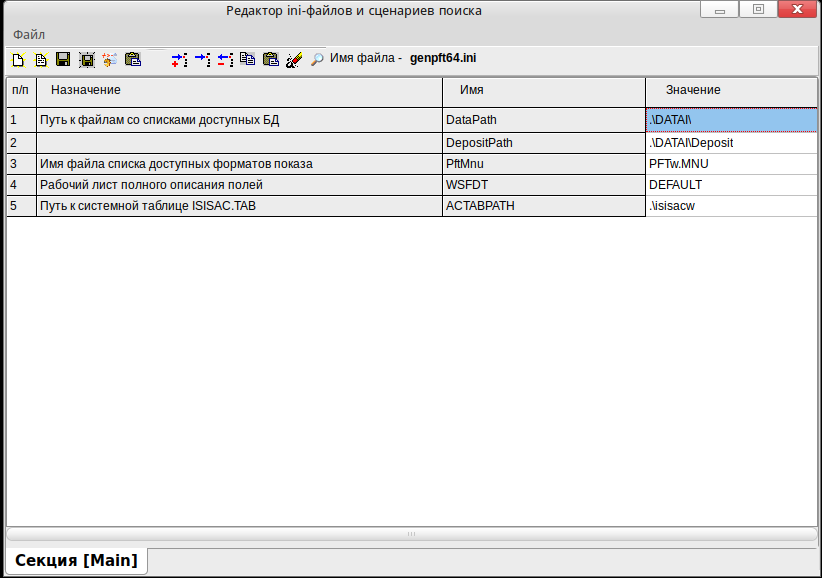 Редактор ini-файлов и сценариев поиска
Файл
Имя файла - genpft64.ini
п/п Назначение Имя Значение
1 Путь к файлам со списками доступных БД DataPath .\DATAI\
2 DepositPath .\DATAI\Deposit
3 Имя файла списка доступных форматов показа PftMnu PFTw.MNU
4 Рабочий лист полного описания полей WSFDT DEFAULT
5 Путь к системной таблице ISISAC.TAB ACTABPATH .\isisacw
Секция [Main]